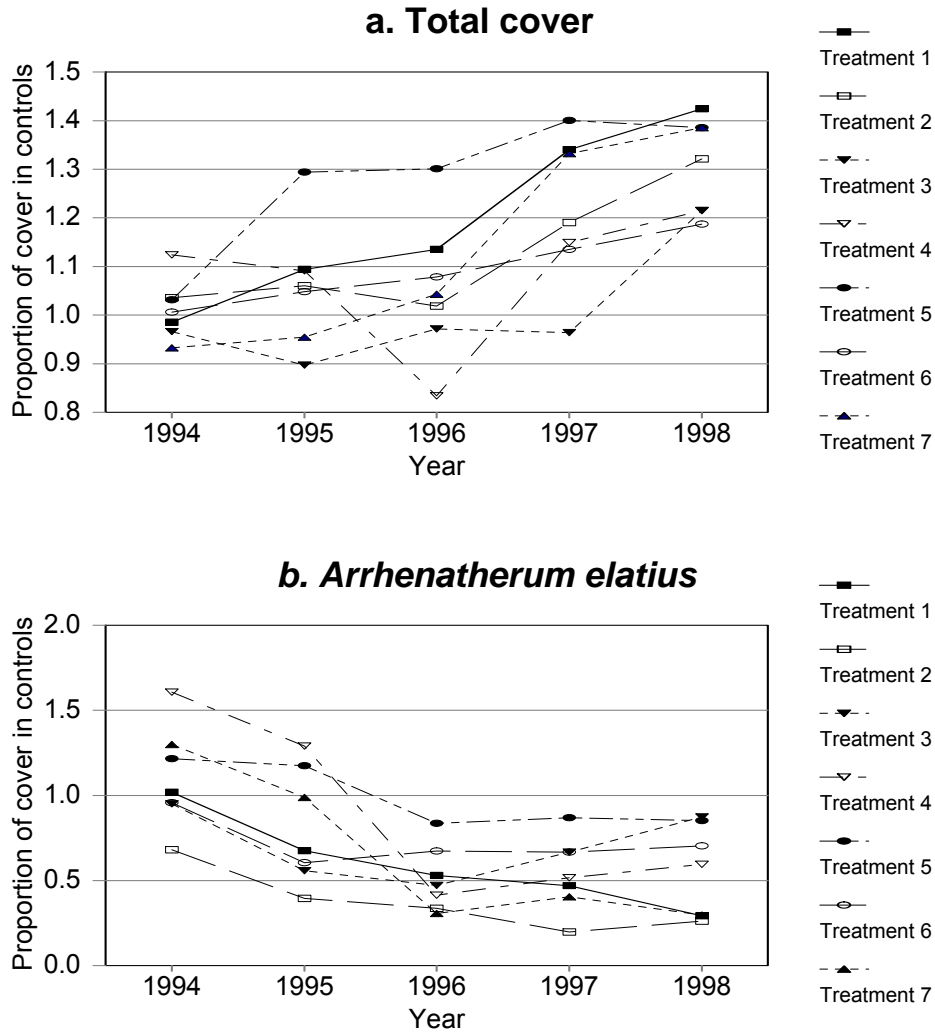 a. Total cover
Proportion of cover in controls
1.5
1.4
1.3
1.2
1.1
1.0
0.9
0.8
1994 1995 1996 1997 1998
Year
Treatment 1
Treatment 2
Treatment 3
Treatment 4
Treatment 5
Treatment 6
Treatment 7
b. Arrhenatherum elatius
Proportion of cover in controls
2.0
1.5
1.0
0.5
0.0
1994 1995 1996 1997 1998
Year
Treatment 1
Treatment 2
Treatment 3
Treatment 4
Treatment 5
Treatment 6
Treatment 7